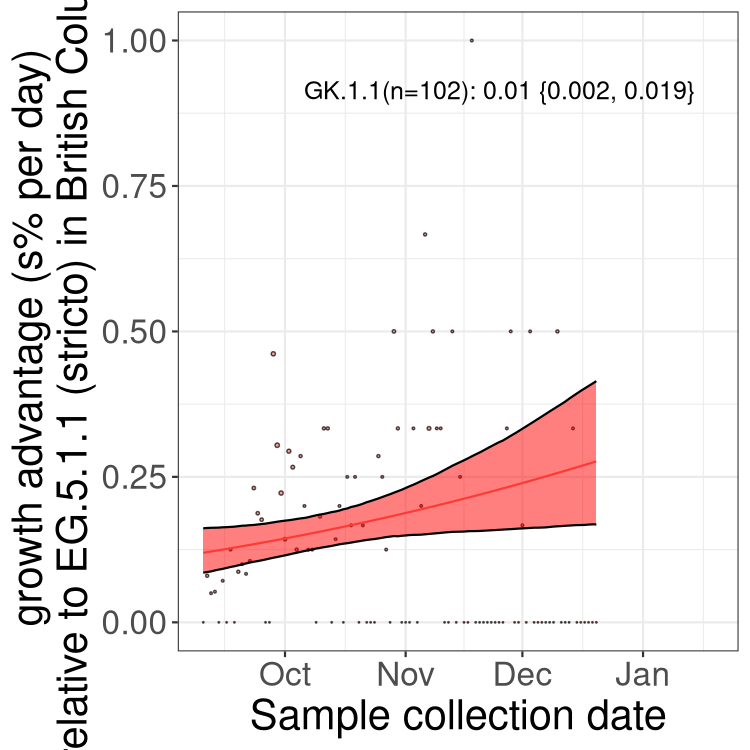 growth advantage (s% per day)
relative to EG.5.1.1 (stricto) in British
1.00
0.75
0.50
0.25
0.00
GK.1.1(n=102): 0.01 {0.002, 0.019}
Oct Nov Dec Jan
Sample collection date